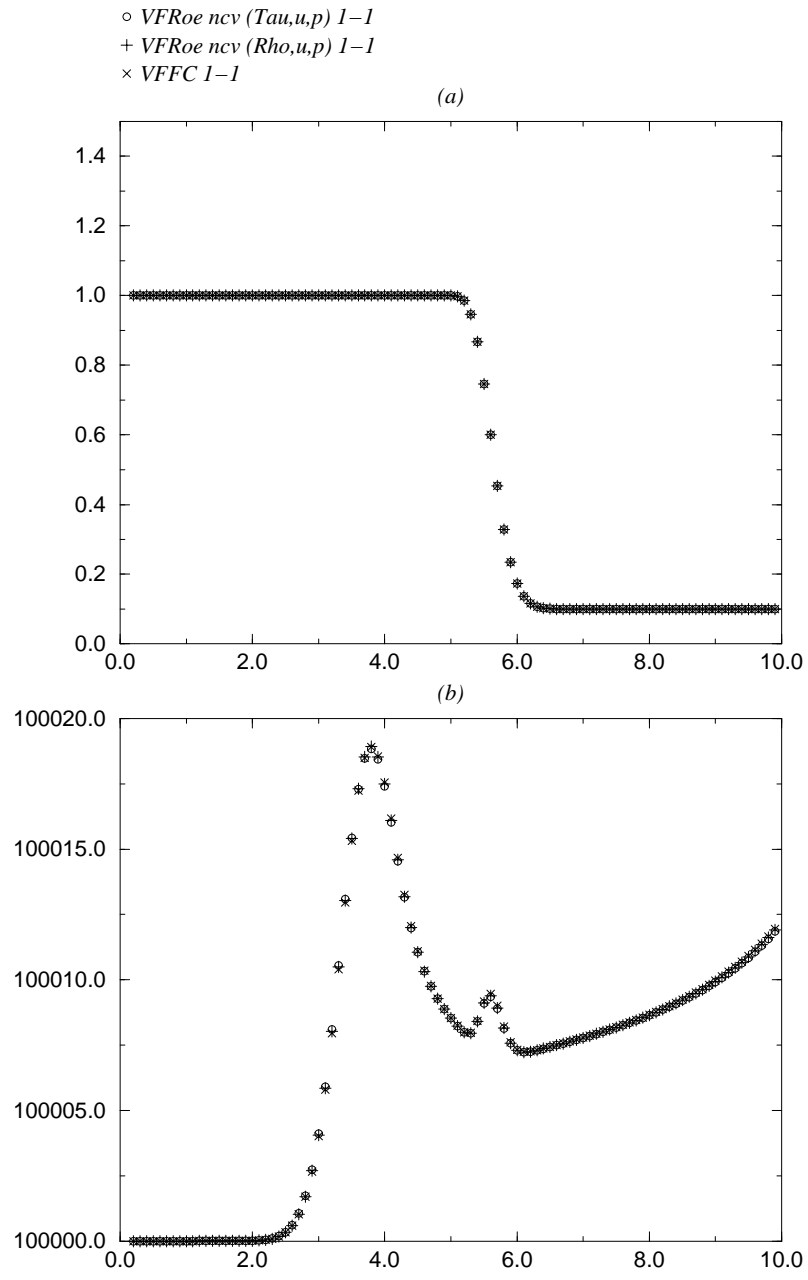 ○ VFRoe ncv (Tau,u,p) 1−1
+ VFRoe ncv (Rho,u,p) 1−1
× VFFC 1−1
(a)
1.4
1.2
1.0
0.8
0.6
0.4
0.2
0.0
0.0 2.0 4.0 6.0 8.0 10.0
(b)
100020.0
100015.0
100010.0
100005.0
100000.0
0.0 2.0 4.0 6.0 8.0 10.0